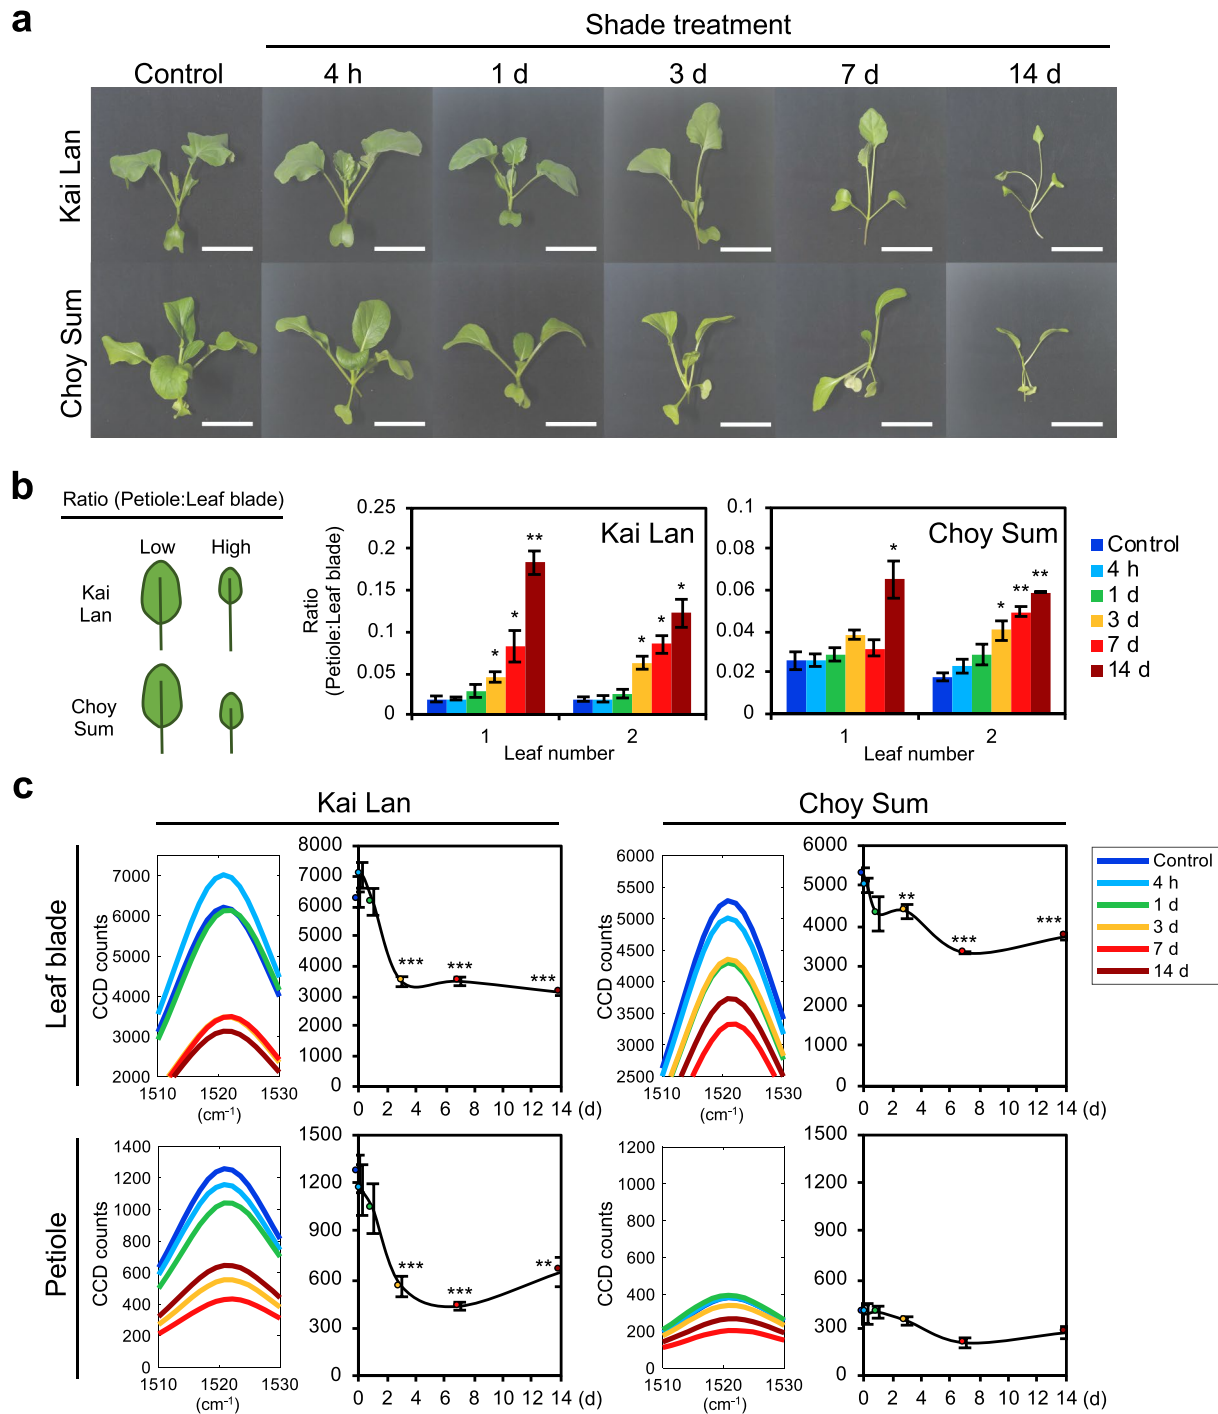 a
Shade treatment
Control 4 h 1 d 3 d 7 d 14 d
Kai Lan
Choy Sum
b
Ratio (Petiole:Leaf blade)
Low High
Kai
Lan
Choy
Sum
Ratio
(Petiole:Leaf blade)
0.25
0.2
0.15
0.1
0.05
0
Kai Lan
* * ** * * *
1 2
Leaf number
0.1
0.08
0.06
0.04
0.02
0
Choy Sum
* * ** **
1 2
Leaf number
Control
4 h
1 d
3 d
7 d
14 d
c
Kai Lan
Choy Sum
Leaf blade
CCD counts
7000
6000
5000
4000
3000
2000
1510 1520 1530
(cm⁻¹)
8000
7000
6000
5000
4000
3000
2000
1000
0
*** *** ***
0 2 4 6 8 10 12 14 (d)
CCD counts
6000
5500
5000
4500
4000
3500
3000
2500
1510 1520 1530
(cm⁻¹)
6000
5000
4000
3000
2000
1000
0
** *** ***
0 2 4 6 8 10 12 14 (d)
Control
4 h
1 d
3 d
7 d
14 d
Petiole
CCD counts
1400
1200
1000
800
600
400
200
0
1510 1520 1530
(cm⁻¹)
1500
1200
900
600
300
0
*** *** **
0 2 4 6 8 10 12 14 (d)
CCD counts
1200
1000
800
600
400
200
0
1510 1520 1530
(cm⁻¹)
1500
1200
900
600
300
0
0 2 4 6 8 10 12 14 (d)